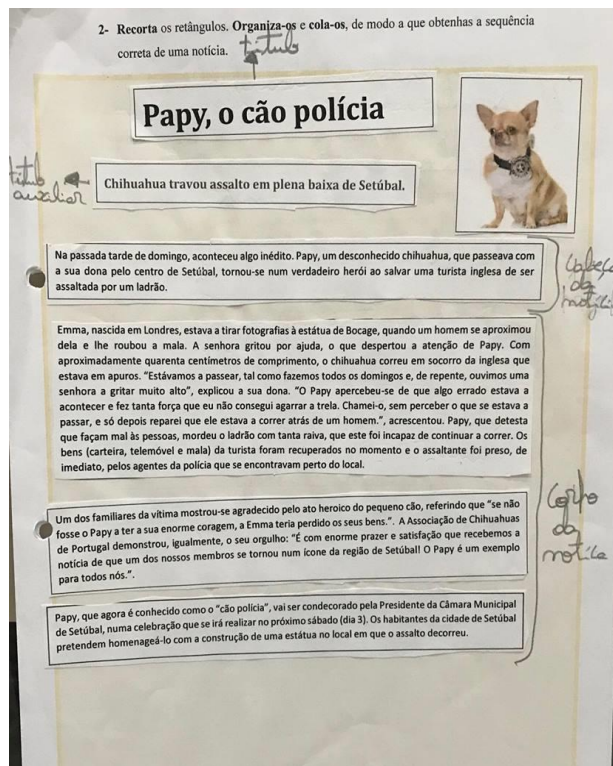 2- Recorta os retângulos. Organiza-os e cola-os, de modo a que obtenhas a sequência
correta de uma notícia.
título
Papy, o cão polícia
título
auxiliar
Chihuahua travou assalto em plena baixa de Setúbal.
Na passada tarde de domingo, aconteceu algo inédito. Papy, um desconhecido chihuahua, que passeava com
a sua dona pelo centro de Setúbal, tornou-se num verdadeiro herói ao salvar uma turista inglesa de ser
assaltada por um ladrão.
Cabeça
da
notícia
Emma, nascida em Londres, estava a tirar fotografias à estátua de Bocage, quando um homem se aproximou
dela e lhe roubou a mala. A senhora gritou por ajuda, o que despertou a atenção de Papy. Com
aproximadamente quarenta centímetros de comprimento, o chihuahua correu em socorro da inglesa que
estava em apuros. “Estávamos a passear, tal como fazemos todos os domingos e, de repente, ouvimos uma
senhora a gritar muito alto”, explicou a sua dona. “O Papy apercebeu-se de que algo errado estava a
acontecer e fez tanta força que eu não consegui agarrar a trela. Chamei-o, sem perceber o que se estava a
passar, e só depois reparei que ele estava a correr atrás de um homem.”, acrescentou. Papy, que detesta
que façam mal às pessoas, mordeu o ladrão com tanta raiva, que este foi incapaz de continuar a correr. Os
bens (carteira, telemóvel e mala) da turista foram recuperados no momento e o assaltante foi preso, de
imediato, pelos agentes da polícia que se encontravam perto do local.
Um dos familiares da vítima mostrou-se agradecido pelo ato heroico do pequeno cão, referindo que “se não
fosse o Papy a ter a sua enorme coragem, a Emma teria perdido os seus bens.”. A Associação de Chihuahuas
de Portugal demonstrou, igualmente, o seu orgulho: “É com enorme prazer e satisfação que recebemos a
notícia de que um dos nossos membros se tornou num ícone da região de Setúbal! O Papy é um exemplo
para todos nós.”.
Corpo
da
notícia
Papy, que agora é conhecido como o “cão polícia”, vai ser condecorado pela Presidente da Câmara Municipal
de Setúbal, numa celebração que se irá realizar no próximo sábado (dia 3). Os habitantes da cidade de Setúbal
pretendem homenageá-lo com a construção de uma estátua no local em que o assalto decorreu.